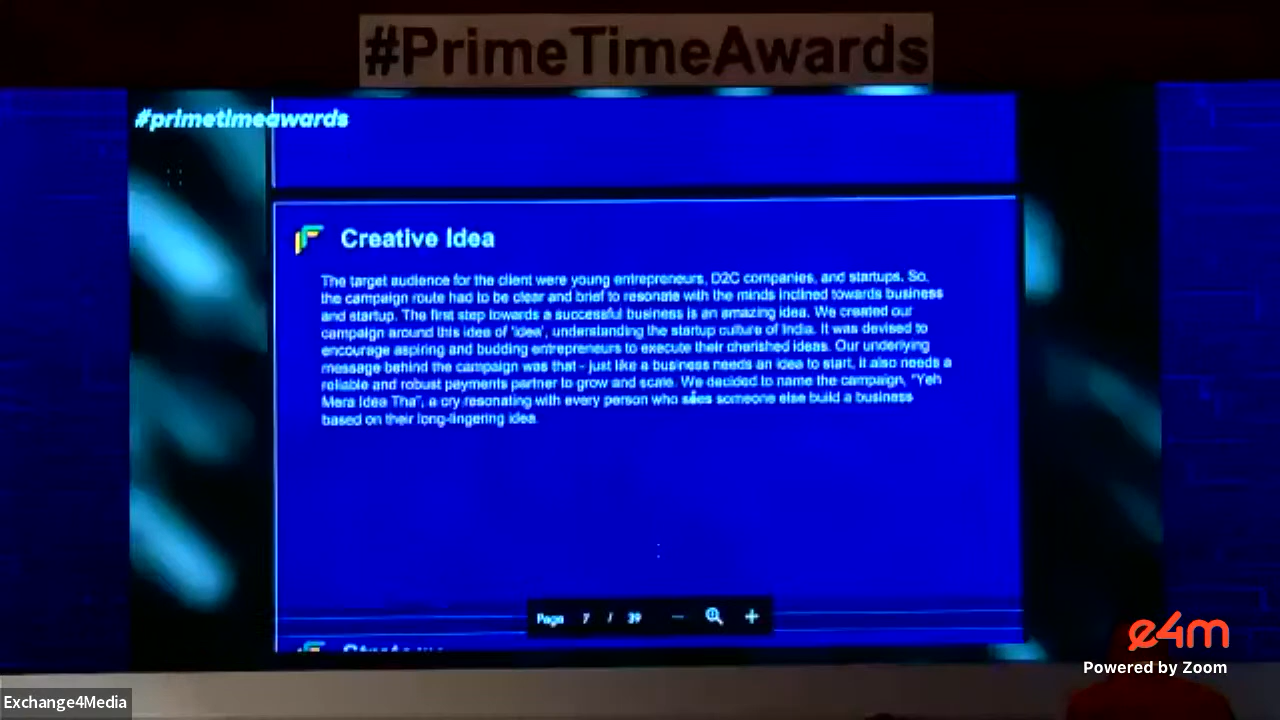 #PrimeTimeAwards
#primetimeawards
Creative Idea
The target audience for the client were young entrepreneurs, D2C companies, and startups. So,
the campaign route had to be clear and brief to resonate with the minds inclined towards business
and startup. The first step towards a successful business is an amazing idea. We created our
campaign around this idea of 'idea', understanding the startup culture of India. It was devised to
encourage aspiring and budding entrepreneurs to execute their cherished ideas. Our underlying
message behind the campaign was that - just like a business needs an idea to start, it also needs a
reliable and robust payments partner to grow and scale. We decided to name the campaign, "Yeh
Mera Idea Tha", a cry resonating with every person who sees someone else build a business
based on their long-lingering idea.
Page 7 / 39
e4m
Powered by Zoom
Exchange4Media